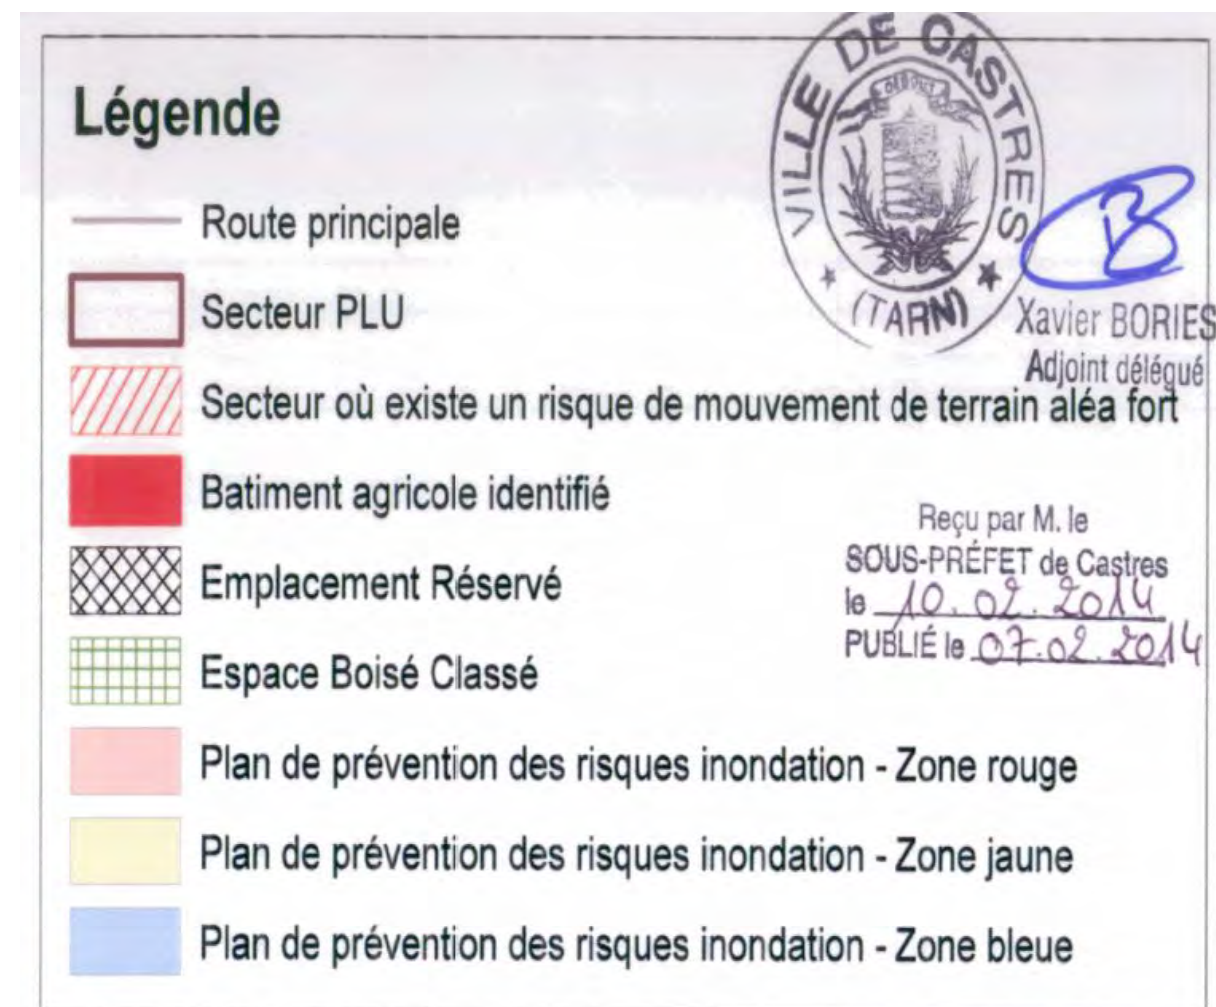 Légende
VILLE DE CASTRES
(TARN)
Route principale
Secteur PLU
Xavier BORIES
Adjoint délégué
Secteur où existe un risque de mouvement de terrain aléa fort
Batiment agricole identifié
Reçu par M. le
SOUS-PRÉFET de Castres
le 10.02.2014
PUBLIÉ le 07.02.2014
Emplacement Réservé
Espace Boisé Classé
Plan de prévention des risques inondation - Zone rouge
Plan de prévention des risques inondation - Zone jaune
Plan de prévention des risques inondation - Zone bleue